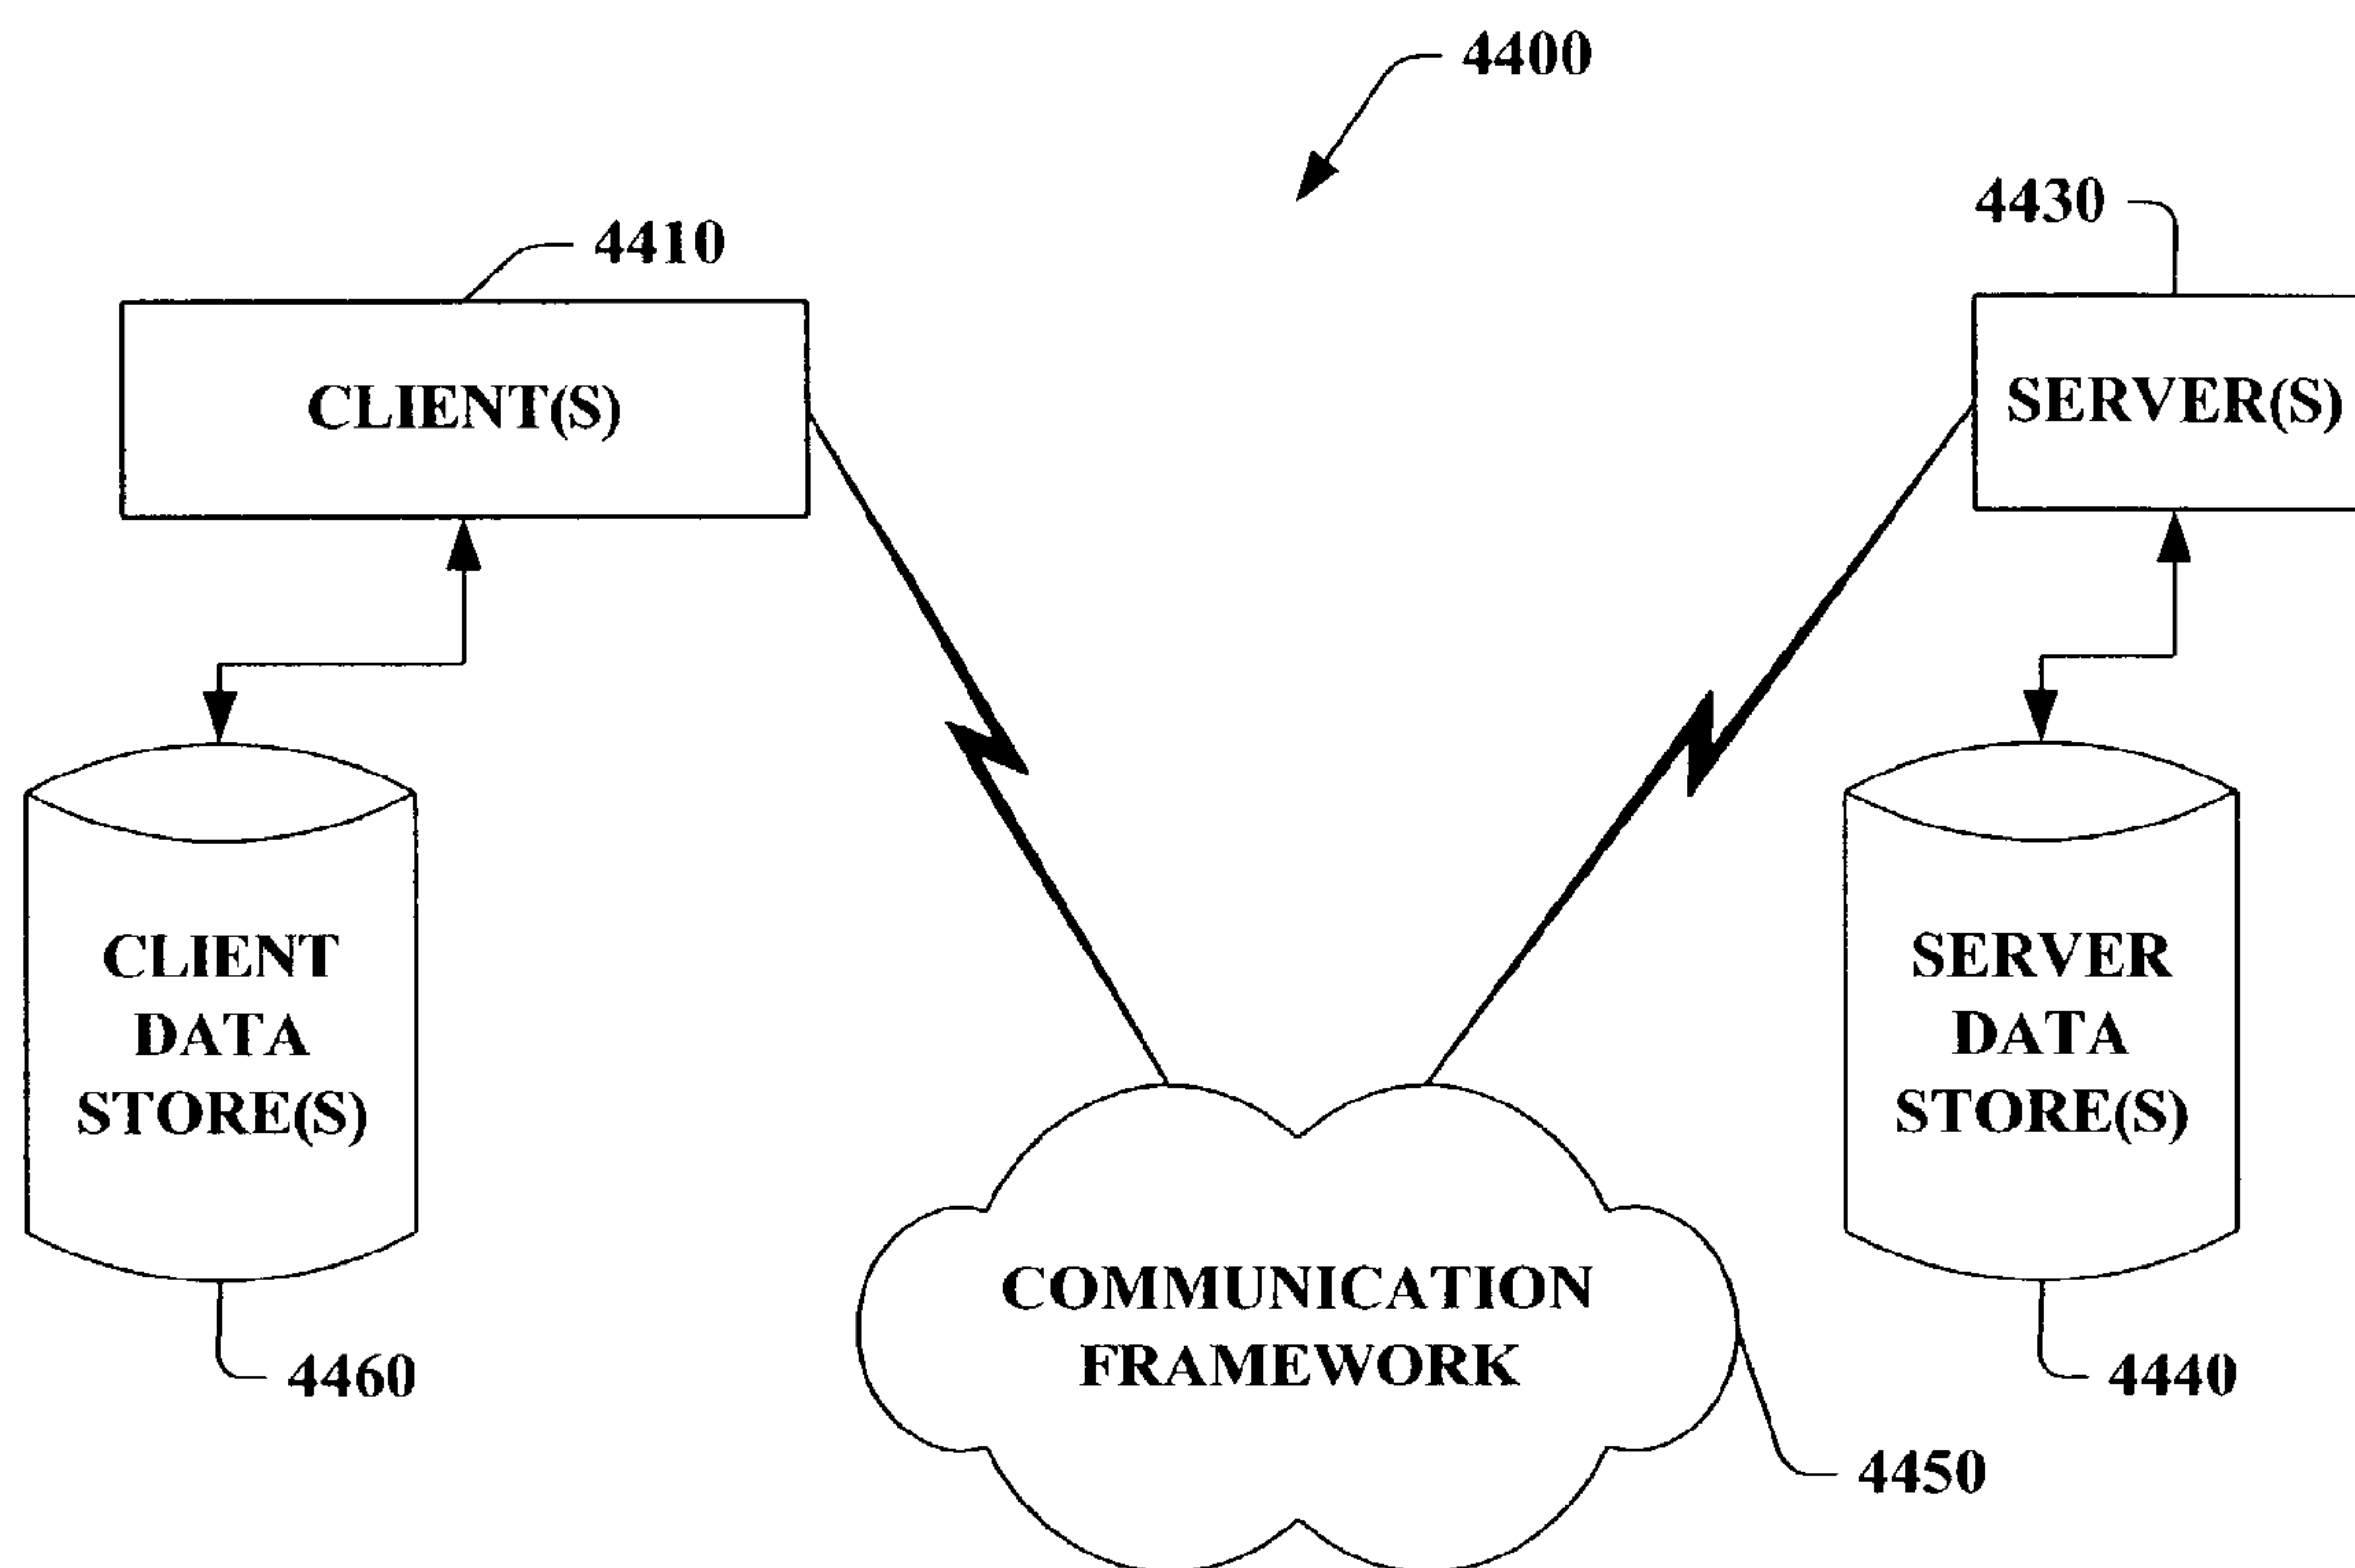 4400
4410
4430
CLIENT(S)
SERVER(S)
CLIENT
DATA
STORE(S)
SERVER
DATA
STORE(S)
COMMUNICATION
FRAMEWORK
4460
4440
4450